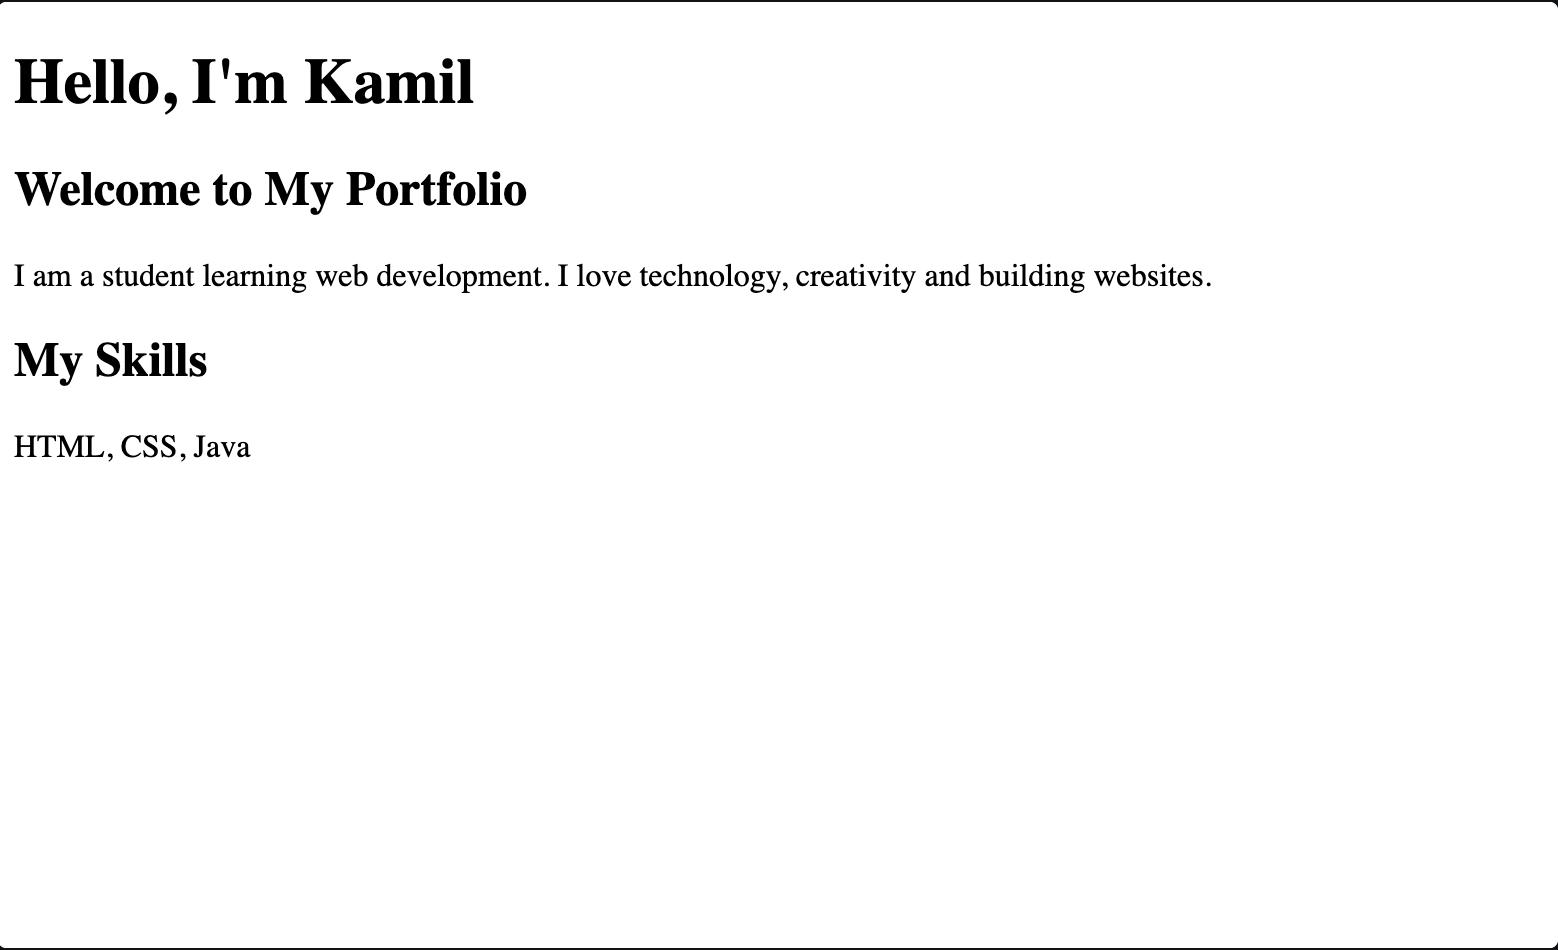 Hello, I'm Kamil
Welcome to My Portfolio
I am a student learning web development. I love technology, creativity and building websites.
My Skills
HTML, CSS, Java